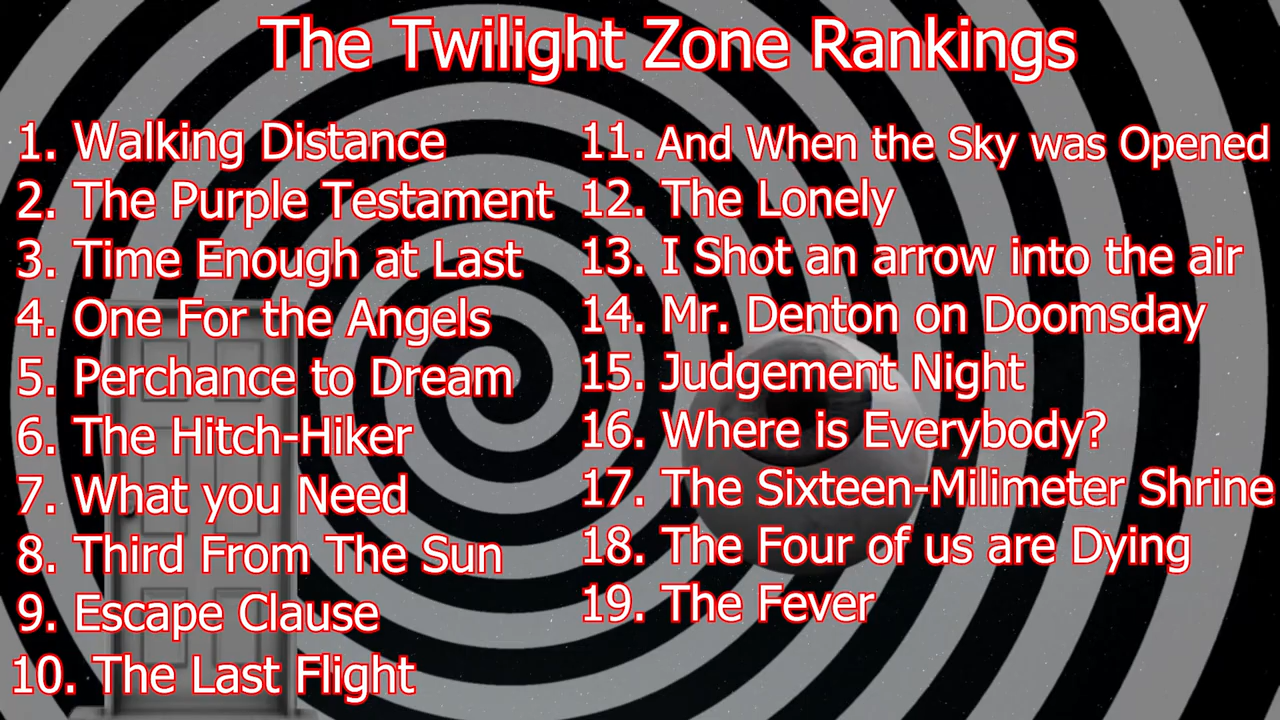 The Twilight Zone Rankings
1. Walking Distance
2. The Purple Testament
3. Time Enough at Last
4. One For the Angels
5. Perchance to Dream
6. The Hitch-Hiker
7. What you Need
8. Third From The Sun
9. Escape Clause
10. The Last Flight
11. And When the Sky was Opened
12. The Lonely
13. I Shot an arrow into the air
14. Mr. Denton on Doomsday
15. Judgement Night
16. Where is Everybody?
17. The Sixteen-Milimeter Shrine
18. The Four of us are Dying
19. The Fever